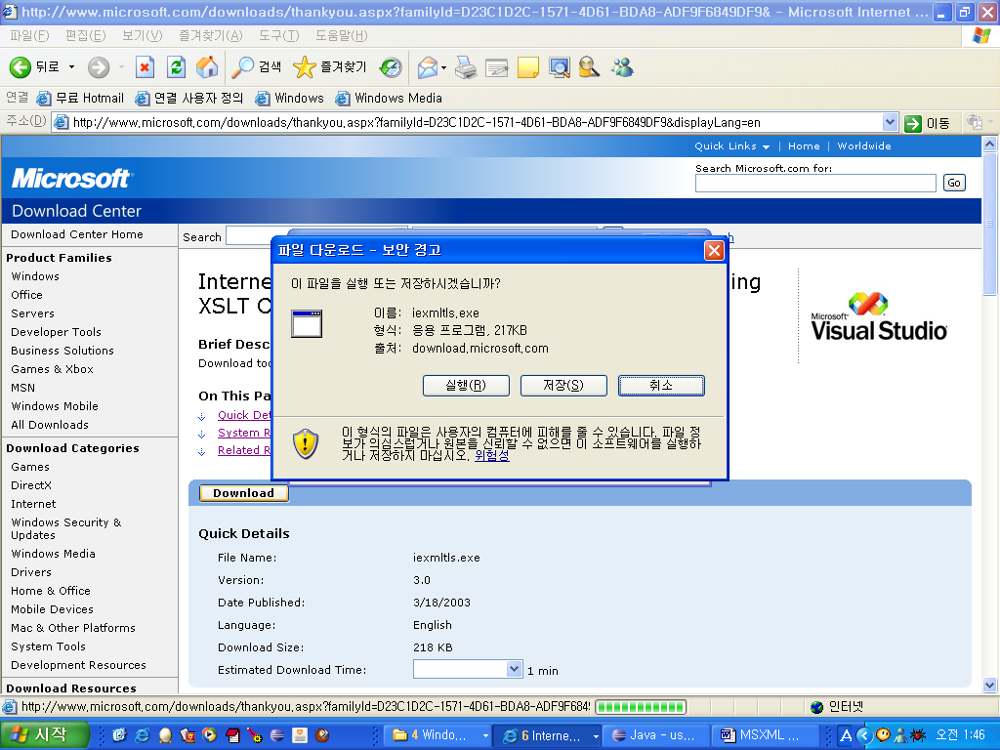 http://www.microsoft.com/downloads/thankyou.aspx?familyId=D23C1D2C-1571-4D61-BDA8-ADF9F6849DF9& - Microsoft Internet ...
파일(F) 편집(E) 보기(V) 즐겨찾기(A) 도구(T) 도움말(H)
뒤로 검색 즐겨찾기
연결 무료 Hotmail 연결 사용자 정의 Windows Windows Media
주소(D) http://www.microsoft.com/downloads/thankyou.aspx?familyId=D23C1D2C-1571-4D61-BDA8-ADF9F6849DF9&displayLang=en 이동
Quick Links | Home | Worldwide
Microsoft
Search Microsoft.com for:
Go
Download Center
Download Center Home
Search
Product Families
Windows
Office
Servers
Developer Tools
Business Solutions
Games & Xbox
MSN
Windows Mobile
All Downloads
Download Categories
Games
DirectX
Internet
Windows Security &
Updates
Windows Media
Drivers
Home & Office
Mobile Devices
Mac & Other Platforms
System Tools
Development Resources
Download Resources
Interne
ing
XSLT O
Brief Desc
Download too
On This Pa
Quick Det
System R
Related R
Microsoft
Visual Studio
파일 다운로드 - 보안 경고
이 파일을 실행 또는 저장하시겠습니까?
이름: iexmltls.exe
형식: 응용 프로그램, 217KB
출처: download.microsoft.com
실행(R) 저장(S) 취소
이 형식의 파일은 사용자의 컴퓨터에 피해를 줄 수 있습니다. 파일 정
보가 의심스럽거나 원본을 신뢰할 수 없으면 이 소프트웨어를 실행하
거나 저장하지 마십시오. 위험성
Download
Quick Details
File Name: iexmltls.exe
Version: 3.0
Date Published: 3/18/2003
Language: English
Download Size: 218 KB
Estimated Download Time: 1 min
http://www.microsoft.com/downloads/thankyou.aspx?familyId=D23C1D2C-1571-4D61-BDA8-ADF9F684 인터넷
시작 4 Windo... 6 Interne... Java - us... MSXML ... A 오전 1:46